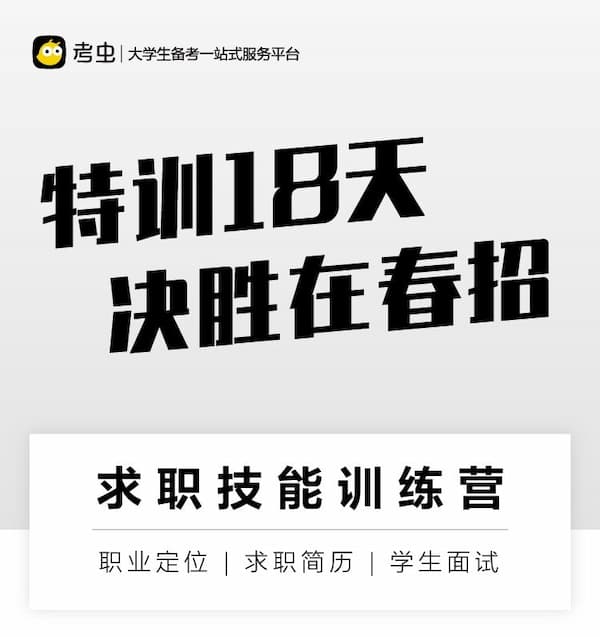 考虫 | 大学生备考一站式服务平台
特训18天
决胜在春招
求职技能训练营
职业定位 | 求职简历 | 学生面试